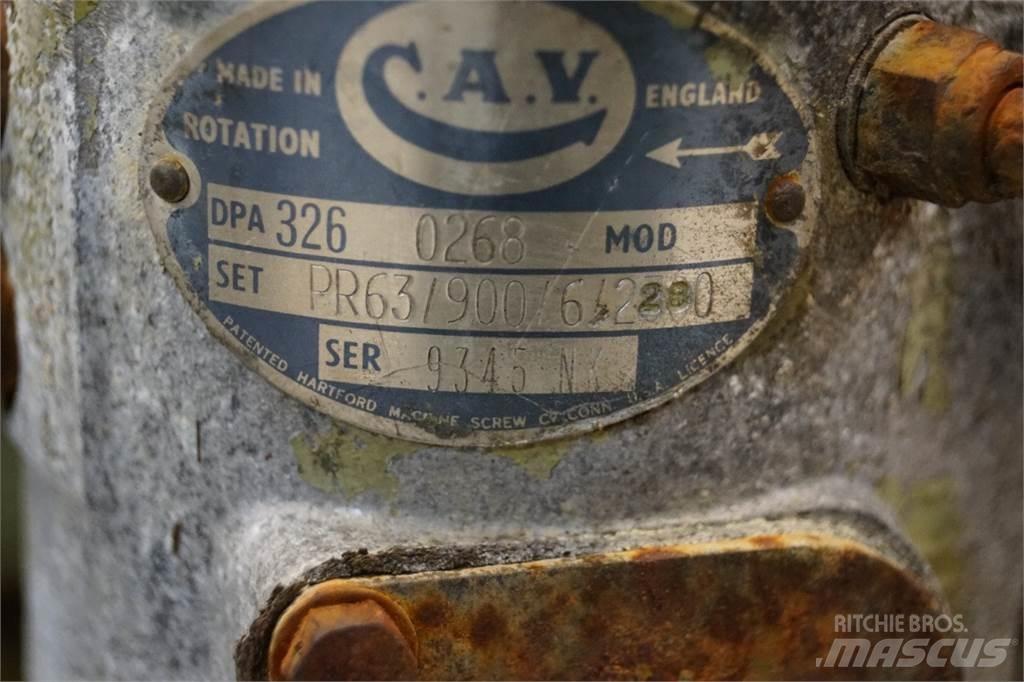 C.A.V.
MADE IN ENGLAND
ROTATION
DPA 326 0268 MOD
SET PR63/900/6/2280
SER 9345
PATENTED HARTFORD MACHINE SCREW Co CONN U.S.A. LICENCE
RITCHIE BROS.
MASCUS